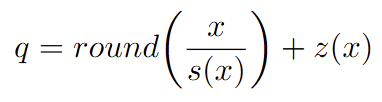 q = round(x/s(x)) + z(x)